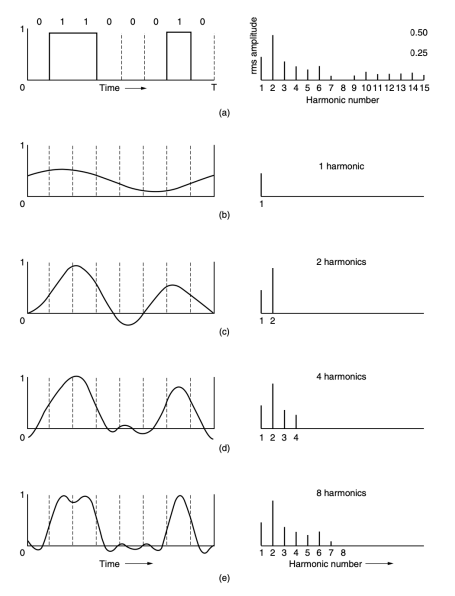 0 1 1 0 0 0 1 0
1
0
Time
T
rms amplitude
0.50
0.25
1 2 3 4 5 6 7 8 9 10 11 12 13 14 15
Harmonic number
(a)
1
0
1 harmonic
1
(b)
1
0
2 harmonics
1 2
(c)
1
0
4 harmonics
1 2 3 4
(d)
1
0
Time
8 harmonics
1 2 3 4 5 6 7 8
Harmonic number
(e)